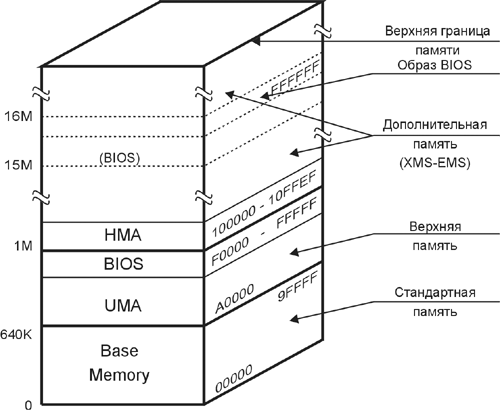 Верхняя граница
памяти
Образ BIOS
FFFFFF
16M
Дополнительная
память
(XMS-EMS)
(BIOS)
15M
100000 - 10FFEF
HMA
1M
F0000 - FFFFF
Верхняя
память
BIOS
UMA
A0000
9FFFF
Стандартная
память
640K
Base
Memory
00000
0